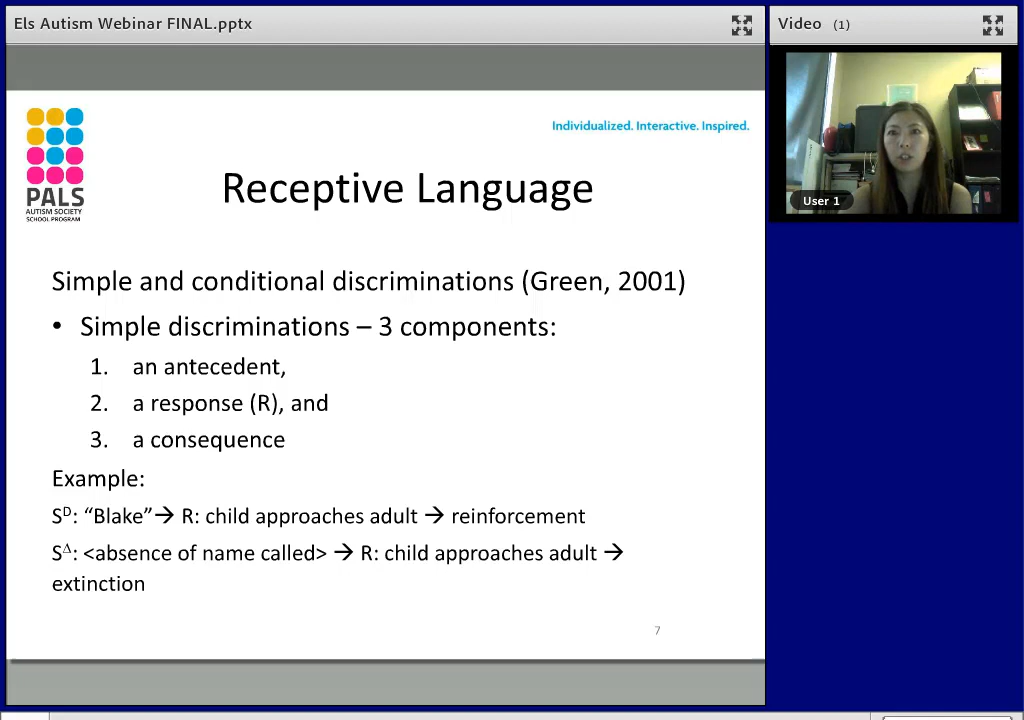 Els Autism Webinar FINAL.pptx
Video (1)
User 1
PALS
AUTISM SOCIETY
SCHOOL PROGRAM
Individualized. Interactive. Inspired.
Receptive Language
Simple and conditional discriminations (Green, 2001)
• Simple discriminations – 3 components:
1. an antecedent,
2. a response (R), and
3. a consequence
Example:
Sᴰ: “Blake”→ R: child approaches adult → reinforcement
S^Δ: <absence of name called> → R: child approaches adult →
extinction
7